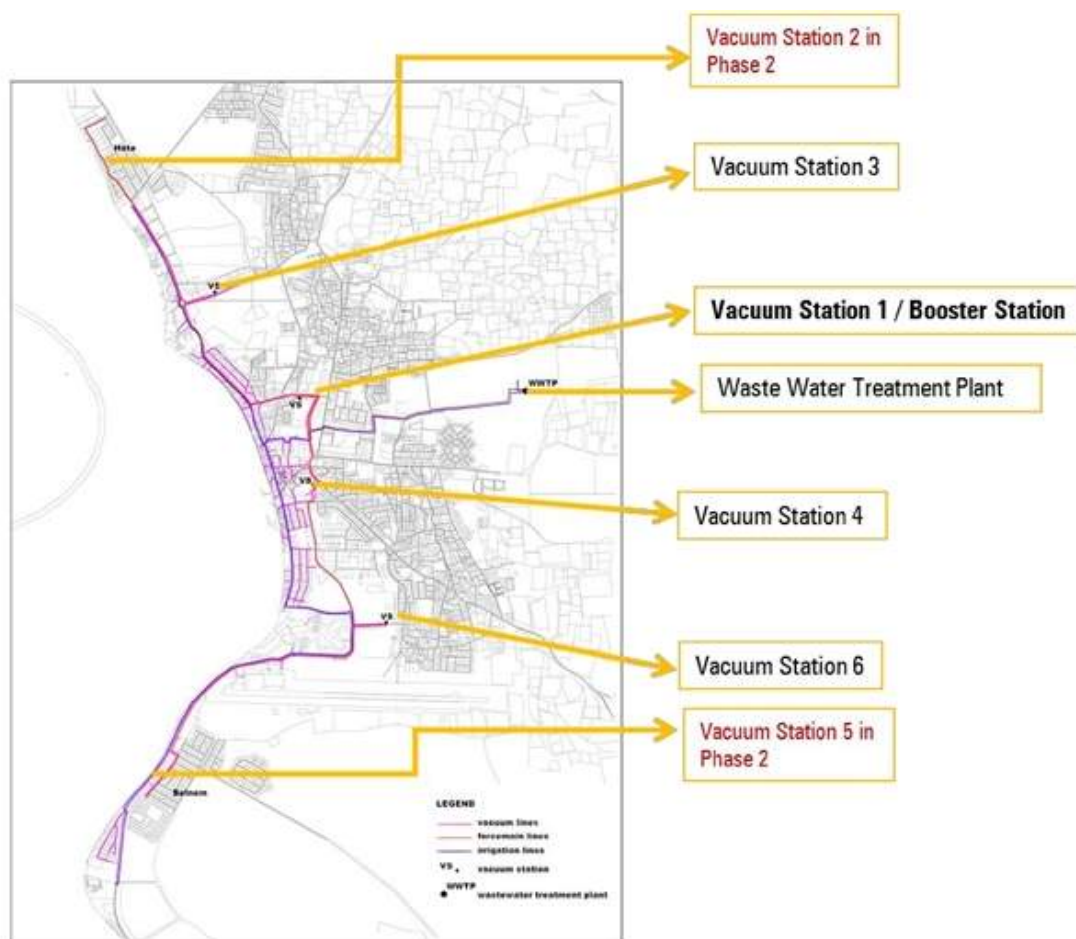 Vacuum Station 2 in
Phase 2
Vacuum Station 3
Vacuum Station 1 / Booster Station
Waste Water Treatment Plant
Vacuum Station 4
Vacuum Station 6
Vacuum Station 5 in
Phase 2
VS
WWTP
VS
VS
VS
LEGEND
vacuum lines
forcemain lines
irrigation lines
VS vacuum station
WWTP
wastewater treatment plant